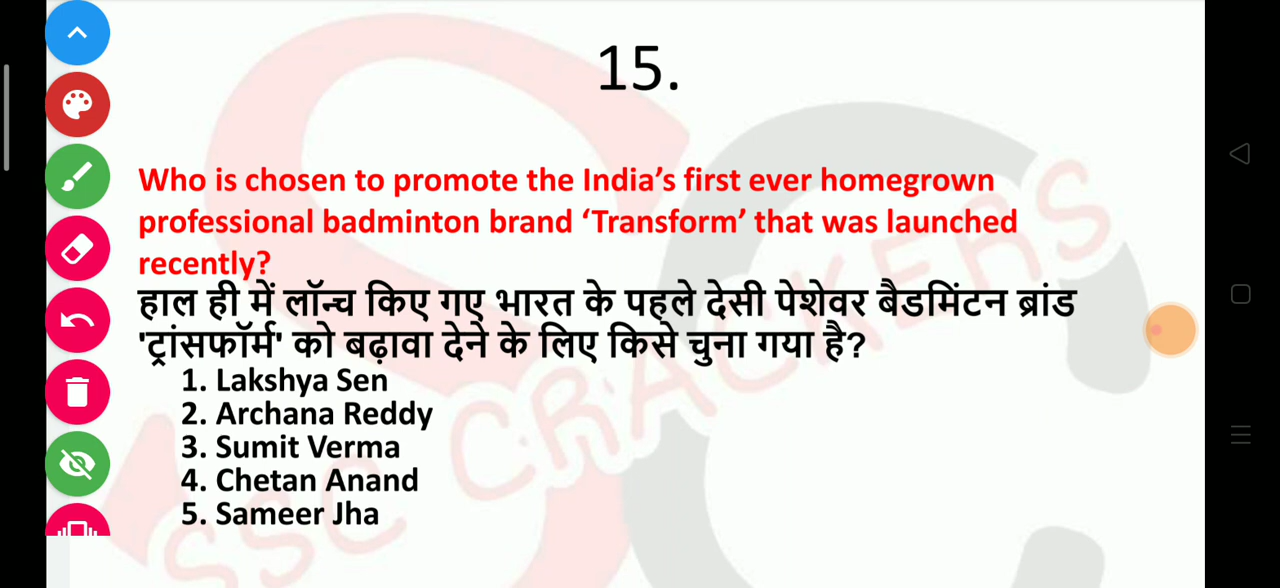 15.
Who is chosen to promote the India's first ever homegrown
professional badminton brand ‘Transform’ that was launched
recently?
हाल ही में लॉन्च किए गए भारत के पहले देसी पेशेवर बैडमिंटन ब्रांड
'ट्रांसफॉर्म' को बढ़ावा देने के लिए किसे चुना गया है?
1. Lakshya Sen
2. Archana Reddy
3. Sumit Verma
4. Chetan Anand
5. Sameer Jha
SSC CRACKERS